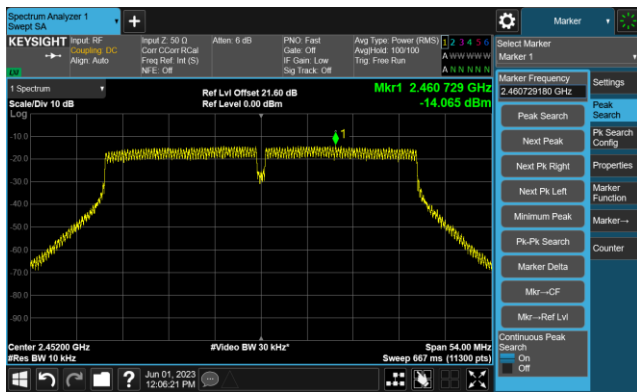 Spectrum Analyzer 1
Swept SA
Marker
KEYSIGHT
Input: RF
Coupling: DC
Align: Auto
Input Z: 50 Ω
Corr CCorr RCal
Freq Ref: Int (S)
NFE: Off
Atten: 6 dB
PNO: Fast
Gate: Off
IF Gain: Low
Sig Track: Off
Avg Type: Power (RMS)
Avg|Hold: 100/100
Trig: Free Run
1 2 3 4 5 6
A W W W W W
A N N N N N
Select Marker
Marker 1
1 Spectrum
Scale/Div 10 dB
Log
Ref Lvl Offset 21.60 dB
Ref Level 0.00 dBm
Mkr1 2.460 729 GHz
-14.065 dBm
1
-10.0
-20.0
-30.0
-40.0
-50.0
-60.0
-70.0
-80.0
-90.0
Center 2.45200 GHz
#Res BW 10 kHz
#Video BW 30 kHz*
Span 54.00 MHz
Sweep 667 ms (11300 pts)
Marker Frequency
2.460729180 GHz
Peak Search
Next Peak
Next Pk Right
Next Pk Left
Minimum Peak
Pk-Pk Search
Marker Delta
Mkr→CF
Mkr→Ref Lvl
Continuous Peak
Search
On
Off
Settings
Peak
Search
Pk Search
Config
Properties
Marker
Function
Marker→
Counter
?
Jun 01, 2023
12:06:21 PM